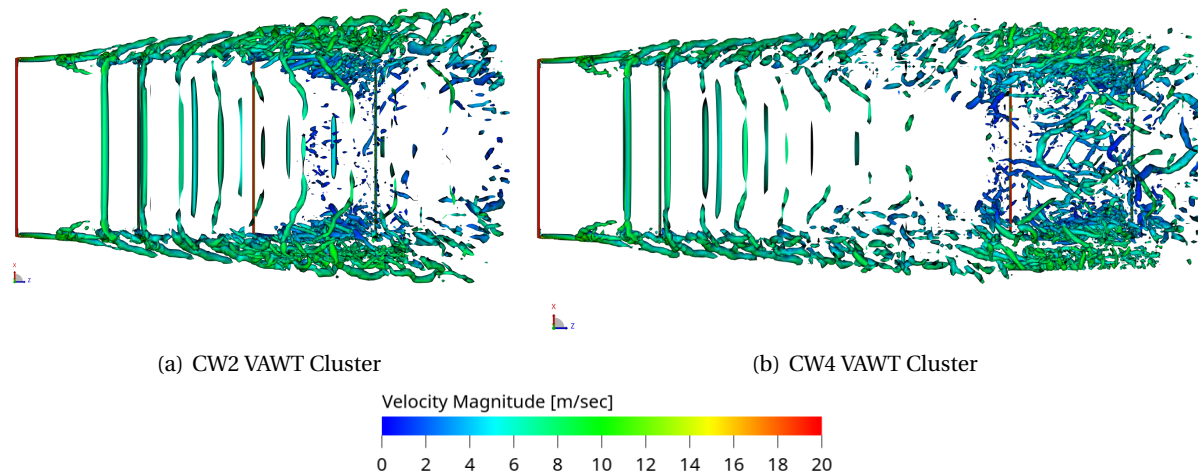 x
z
x
z
(a) CW2 VAWT Cluster
(b) CW4 VAWT Cluster
Velocity Magnitude [m/sec]
0 2 4 6 8 10 12 14 16 18 20